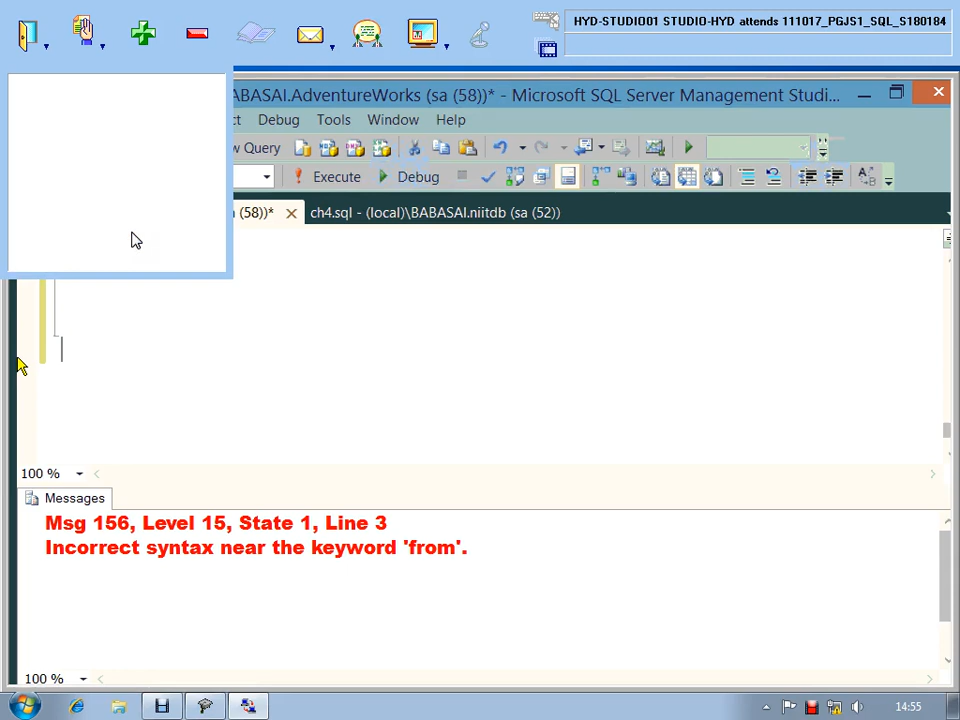 HYD-STUDIO01 STUDIO-HYD attends 111017_PGJS1_SQL_S180184
BABASAI.AdventureWorks (sa (58))* - Microsoft SQL Server Management Studi...
ct Debug Tools Window Help
w Query
Execute Debug
(58))* ch4.sql - (local)\BABASAI.niitdb (sa (52))
100 %
Messages
Msg 156, Level 15, State 1, Line 3
Incorrect syntax near the keyword 'from'.
100 %
14:55